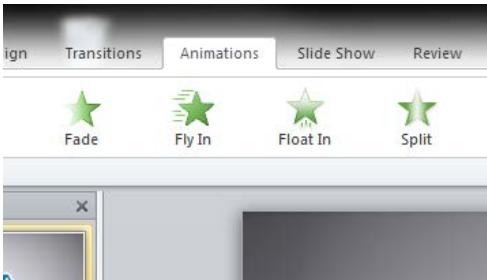 ign Transitions Animations Slide Show Review
Fade Fly In Float In Split